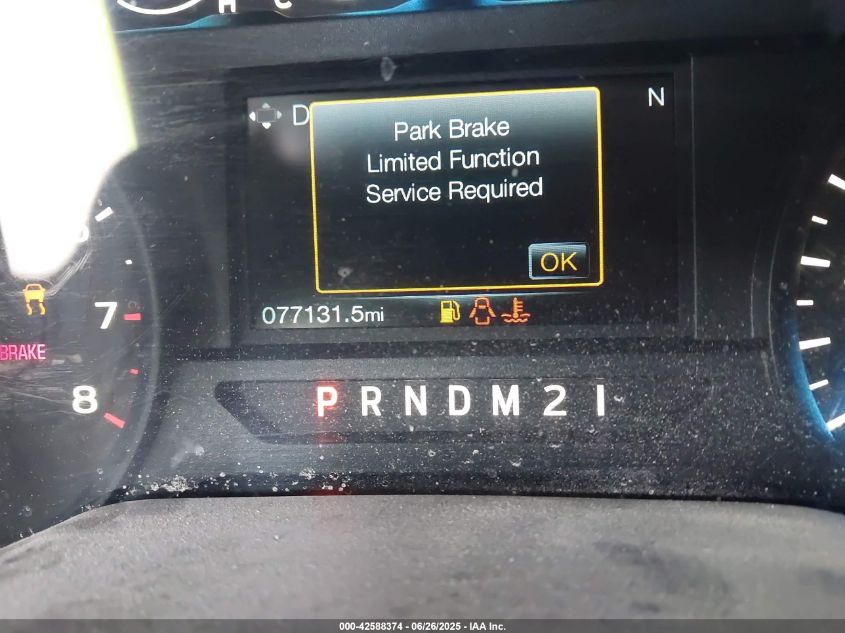 H C
D
N
Park Brake
Limited Function
Service Required
OK
077131.5mi
7
BRAKE
8
P R N D M 2 1
000-42588374 - 06/26/2025 - IAA Inc.